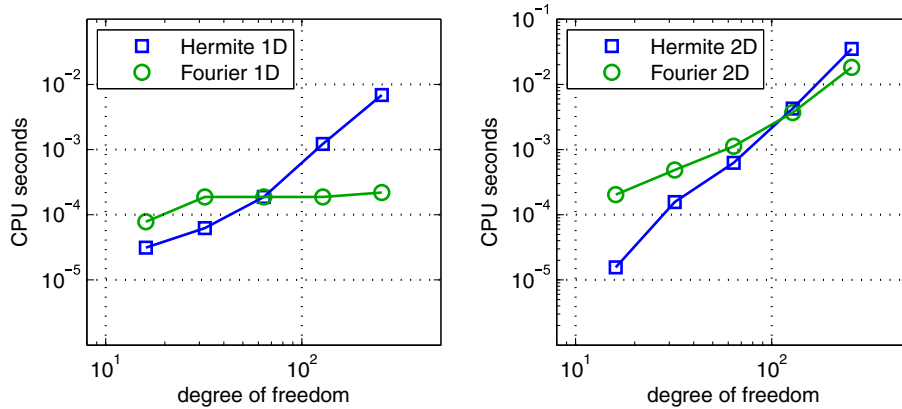 Hermite 1D
Fourier 1D
10^-2
10^-3
10^-4
10^-5
CPU seconds
10^1
10^2
degree of freedom
10^-1
Hermite 2D
Fourier 2D
10^-2
10^-3
10^-4
10^-5
CPU seconds
10^1
10^2
degree of freedom